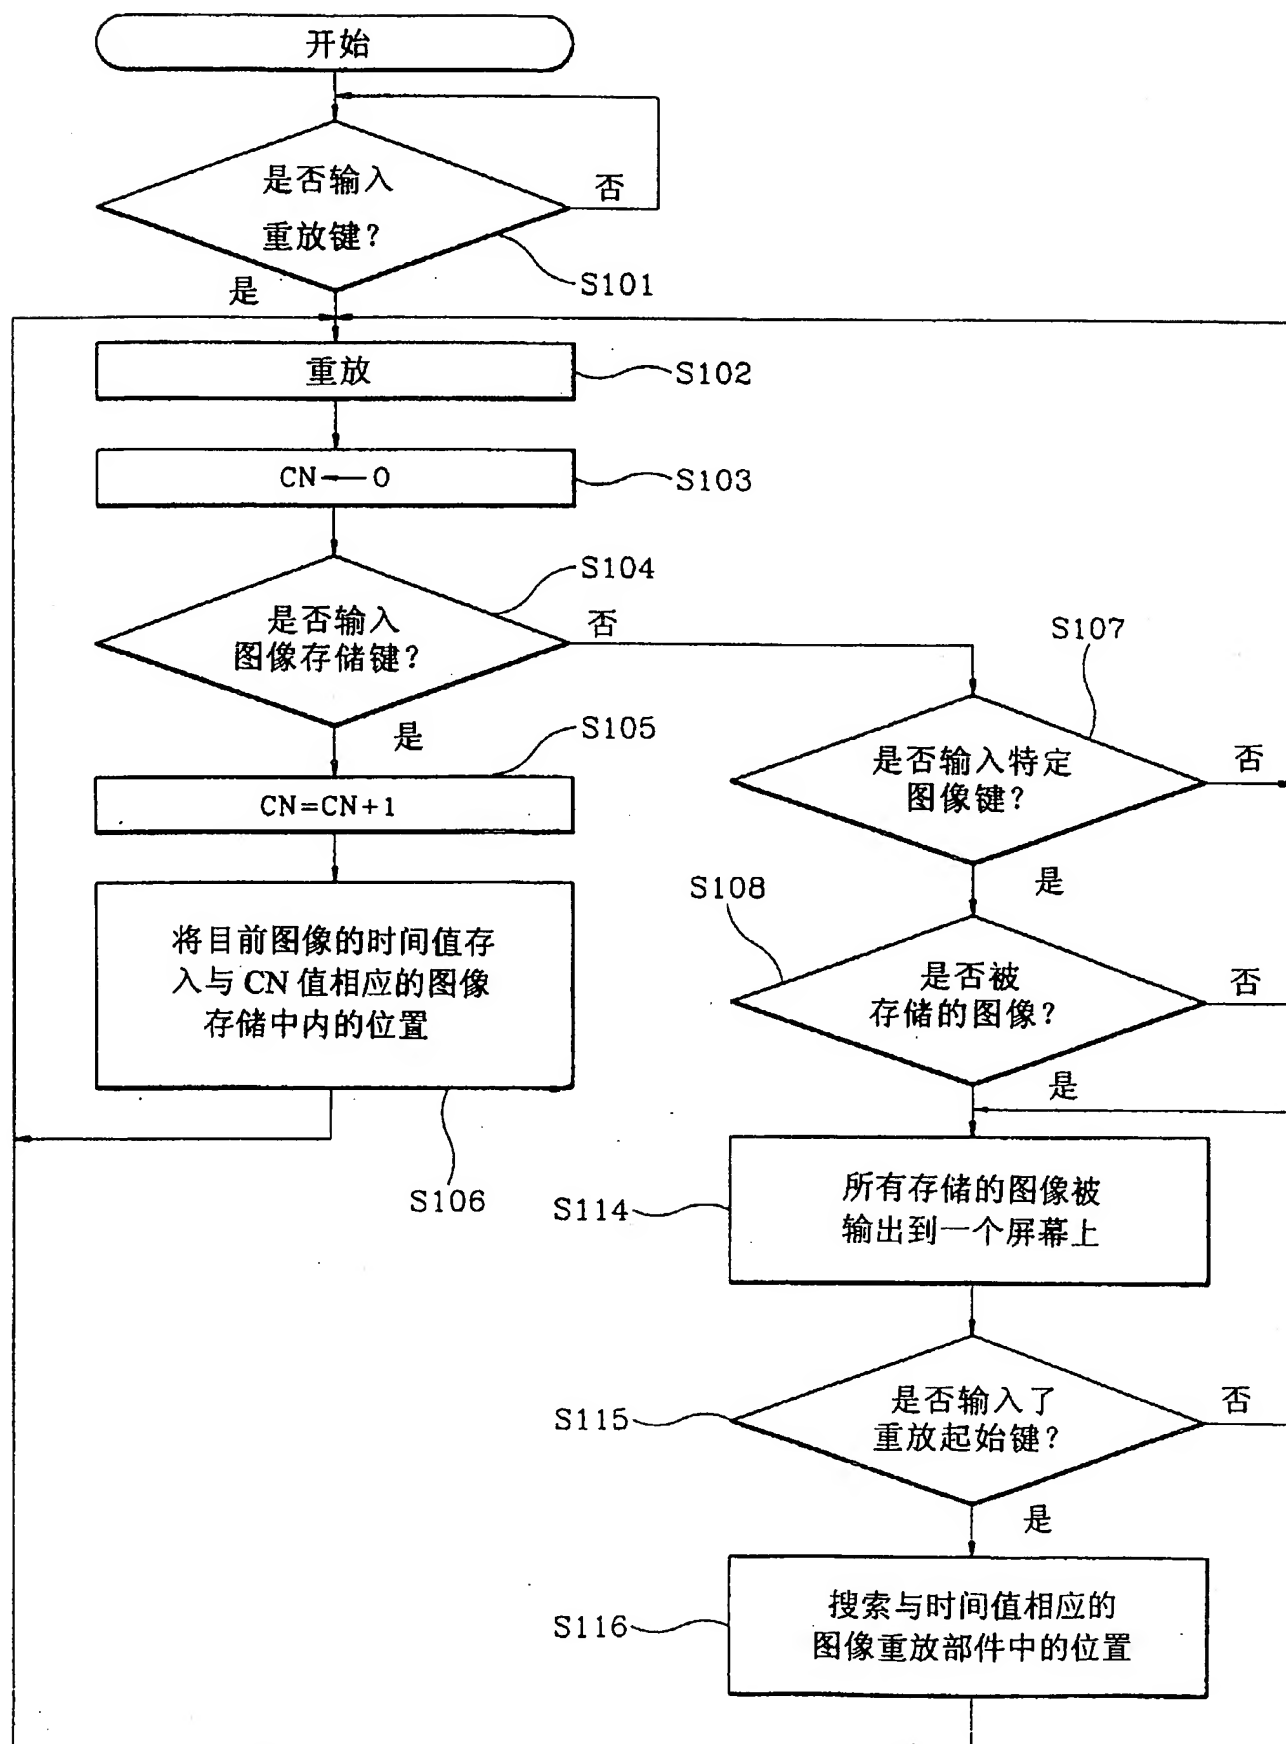 开始
是否输入
重放键？
否
S101
是
重放
S102
CN←0
S103
S104
是否输入
图像存储键？
否
是
S105
CN=CN+1
将目前图像的时间值存
入与CN值相应的图像
存储中内的位置
S106
S107
是否输入特定
图像键？
否
是
S108
是否被
存储的图像？
否
是
S114
所有存储的图像被
输出到一个屏幕上
S115
是否输入了
重放起始键？
否
是
S116
搜索与时间值相应的
图像重放部件中的位置